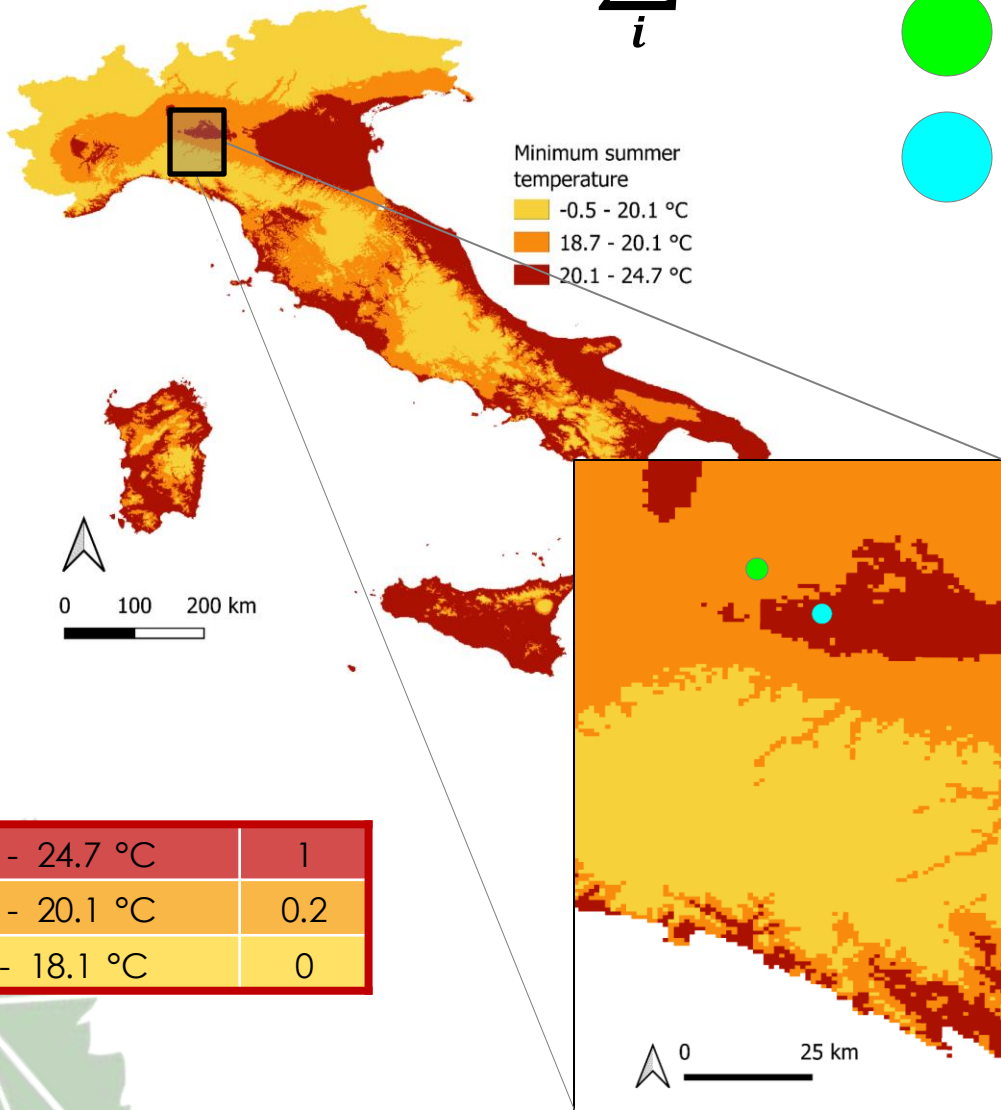 i
Minimum summer
temperature
-0.5 - 20.1 °C
18.7 - 20.1 °C
20.1 - 24.7 °C
0 100 200 km
- 24.7 °C 1
- 20.1 °C 0.2
- 18.1 °C 0
0 25 km